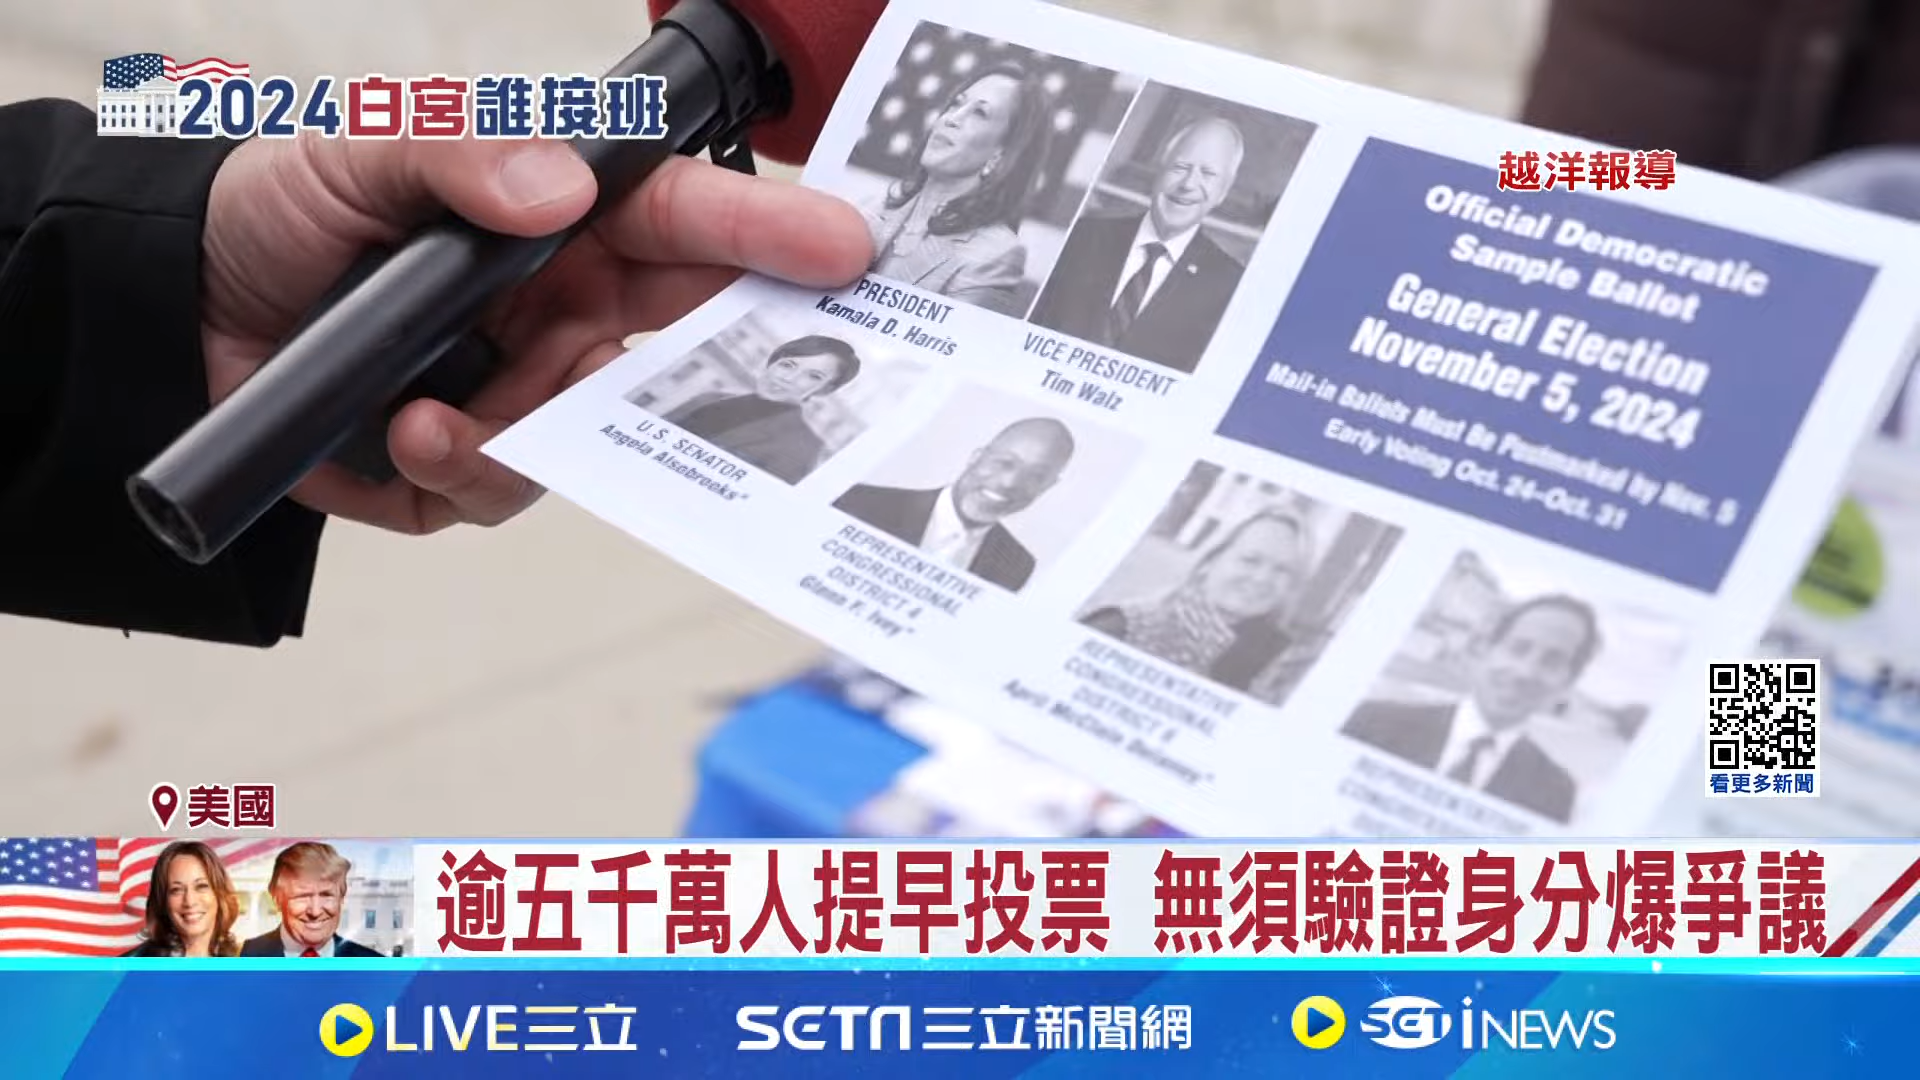 2024白宮誰接班
越洋報導
Official Democratic
Sample Ballot
General Election
November 5, 2024
Mail-in Ballots Must Be Postmarked by Nov. 5
Early Voting Oct. 24-Oct. 31
PRESIDENT
Kamala D. Harris
VICE PRESIDENT
Tim Walz
U.S. SENATOR
Angela Alsobrooks*
REPRESENTATIVE
CONGRESSIONAL
DISTRICT 4
Glenn F. Ivey*
REPRESENTATIVE
CONGRESSIONAL
DISTRICT 6
April McClain Delaney*
REPRESENTATIVE
CONGRESSIONAL
看更多新聞
美國
逾五千萬人提早投票 無須驗證身分爆爭議
LIVE三立
SETN三立新聞網
SET iNEWS